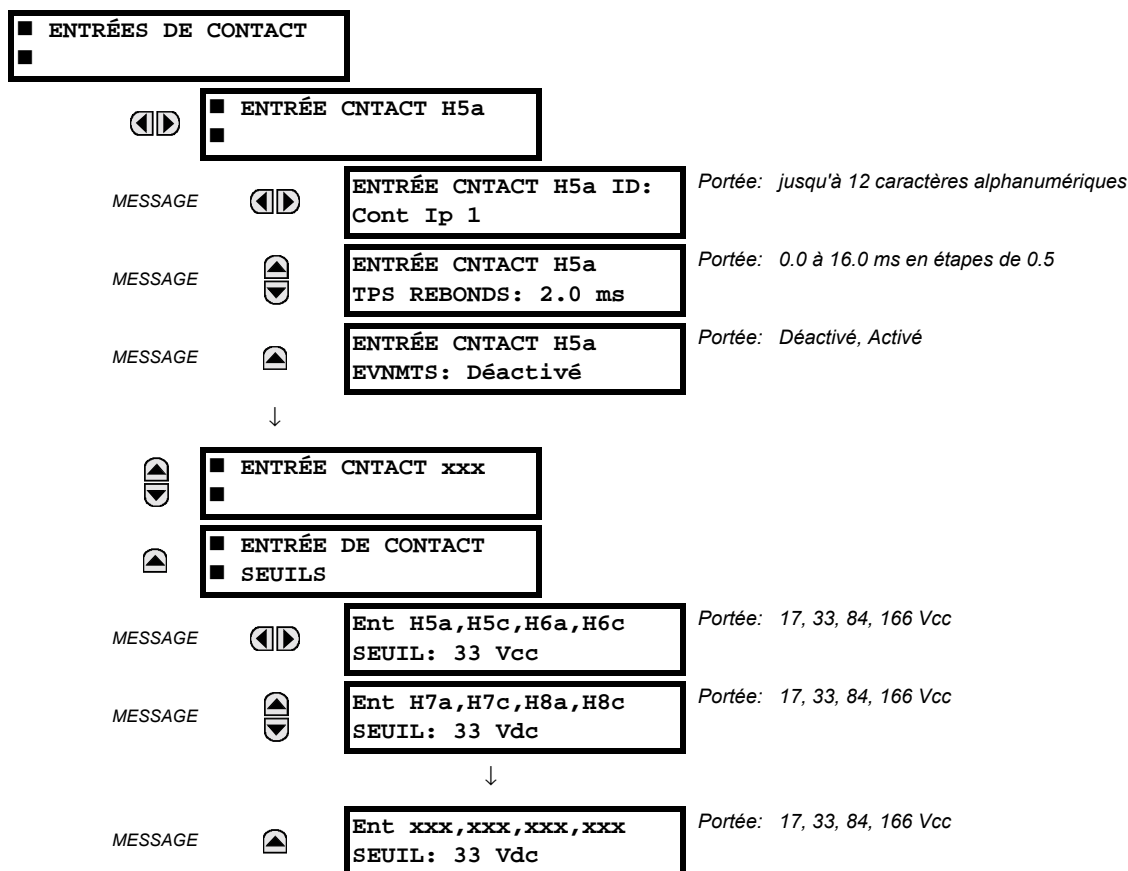 ■ ENTRÉES DE CONTACT
■
■ ENTRÉE CNTACT H5a
■
MESSAGE
ENTRÉE CNTACT H5a ID:
Cont Ip 1
Portée: jusqu'à 12 caractères alphanumériques
MESSAGE
ENTRÉE CNTACT H5a
TPS REBONDS: 2.0 ms
Portée: 0.0 à 16.0 ms en étapes de 0.5
MESSAGE
ENTRÉE CNTACT H5a
EVNMTS: Déactivé
Portée: Déactivé, Activé
↓
■ ENTRÉE CNTACT xxx
■
■ ENTRÉE DE CONTACT
■ SEUILS
MESSAGE
Ent H5a,H5c,H6a,H6c
SEUIL: 33 Vcc
Portée: 17, 33, 84, 166 Vcc
MESSAGE
Ent H7a,H7c,H8a,H8c
SEUIL: 33 Vdc
Portée: 17, 33, 84, 166 Vcc
↓
MESSAGE
Ent xxx,xxx,xxx,xxx
SEUIL: 33 Vdc
Portée: 17, 33, 84, 166 Vcc